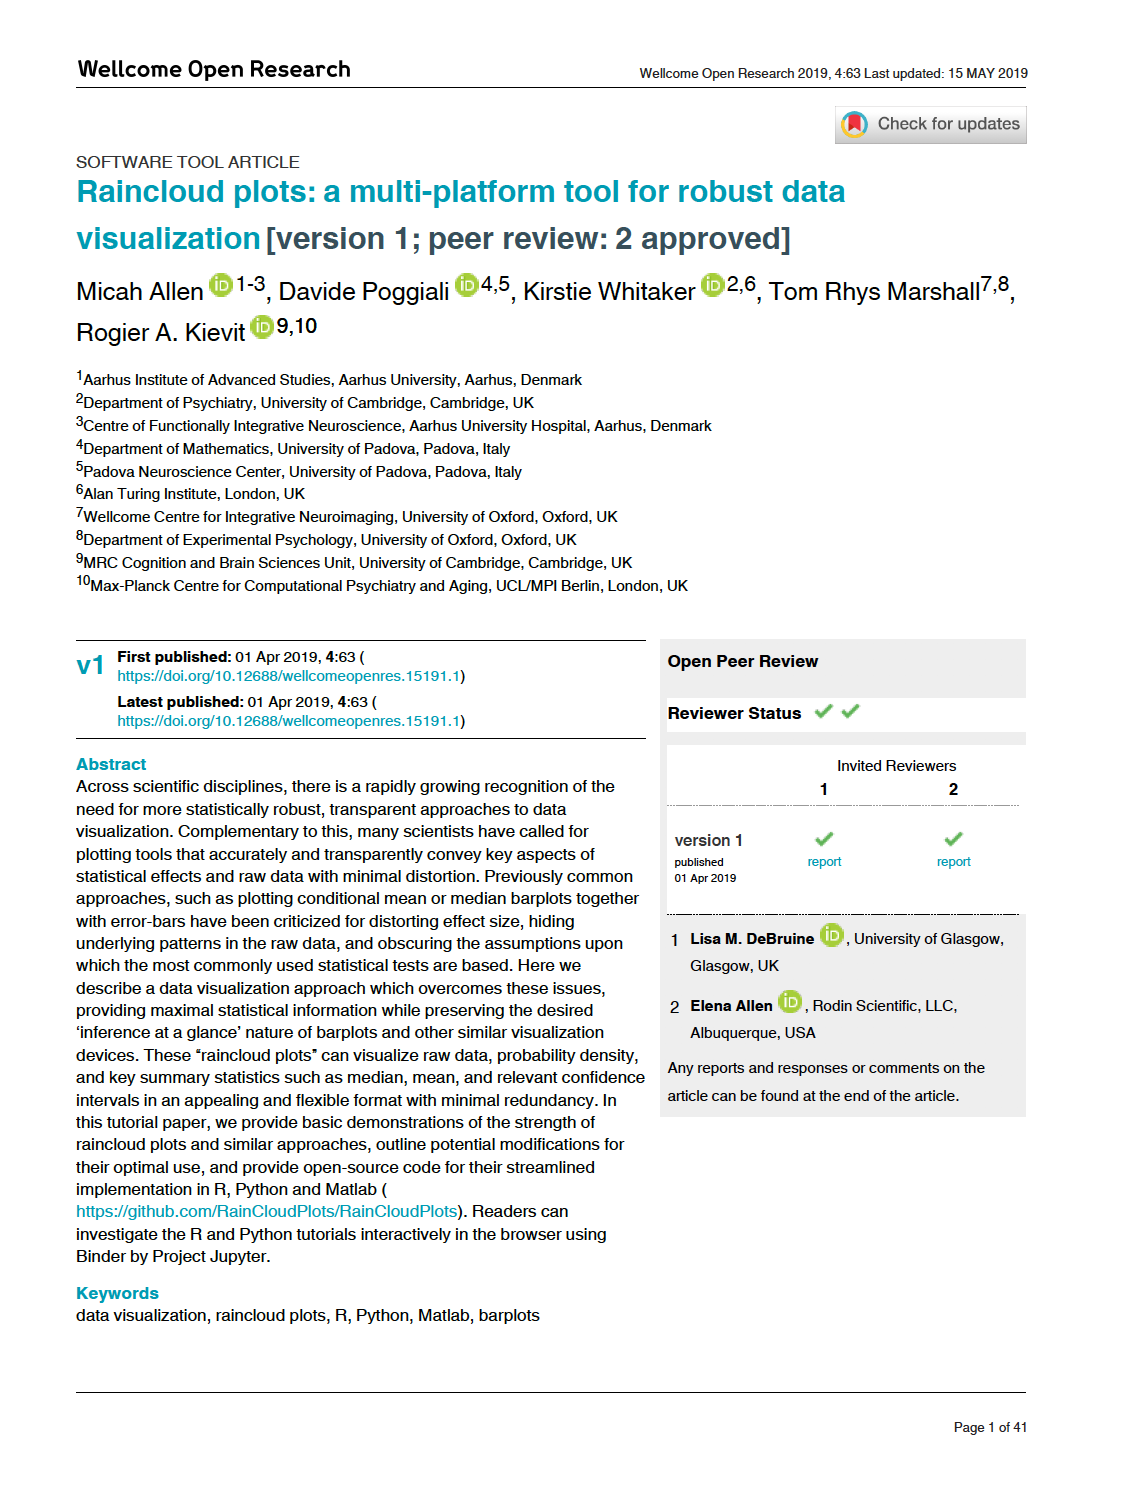 Wellcome Open Research
Wellcome Open Research 2019, 4:63 Last updated: 15 MAY 2019
Check for updates
SOFTWARE TOOL ARTICLE
Raincloud plots: a multi-platform tool for robust data
visualization [version 1; peer review: 2 approved]
Micah Allen iD 1-3, Davide Poggiali iD 4,5, Kirstie Whitaker iD 2,6, Tom Rhys Marshall7,8,
Rogier A. Kievit iD 9,10
1Aarhus Institute of Advanced Studies, Aarhus University, Aarhus, Denmark
2Department of Psychiatry, University of Cambridge, Cambridge, UK
3Centre of Functionally Integrative Neuroscience, Aarhus University Hospital, Aarhus, Denmark
4Department of Mathematics, University of Padova, Padova, Italy
5Padova Neuroscience Center, University of Padova, Padova, Italy
6Alan Turing Institute, London, UK
7Wellcome Centre for Integrative Neuroimaging, University of Oxford, Oxford, UK
8Department of Experimental Psychology, University of Oxford, Oxford, UK
9MRC Cognition and Brain Sciences Unit, University of Cambridge, Cambridge, UK
10Max-Planck Centre for Computational Psychiatry and Aging, UCL/MPI Berlin, London, UK
v1 First published: 01 Apr 2019, 4:63 (
https://doi.org/10.12688/wellcomeopenres.15191.1)
Latest published: 01 Apr 2019, 4:63 (
https://doi.org/10.12688/wellcomeopenres.15191.1)
Abstract
Across scientific disciplines, there is a rapidly growing recognition of the
need for more statistically robust, transparent approaches to data
visualization. Complementary to this, many scientists have called for
plotting tools that accurately and transparently convey key aspects of
statistical effects and raw data with minimal distortion. Previously common
approaches, such as plotting conditional mean or median barplots together
with error-bars have been criticized for distorting effect size, hiding
underlying patterns in the raw data, and obscuring the assumptions upon
which the most commonly used statistical tests are based. Here we
describe a data visualization approach which overcomes these issues,
providing maximal statistical information while preserving the desired
‘inference at a glance’ nature of barplots and other similar visualization
devices. These “raincloud plots” can visualize raw data, probability density,
and key summary statistics such as median, mean, and relevant confidence
intervals in an appealing and flexible format with minimal redundancy. In
this tutorial paper, we provide basic demonstrations of the strength of
raincloud plots and similar approaches, outline potential modifications for
their optimal use, and provide open-source code for their streamlined
implementation in R, Python and Matlab (
https://github.com/RainCloudPlots/RainCloudPlots). Readers can
investigate the R and Python tutorials interactively in the browser using
Binder by Project Jupyter.
Keywords
data visualization, raincloud plots, R, Python, Matlab, barplots
Open Peer Review
Reviewer Status
Invited Reviewers
1 2
version 1
published
01 Apr 2019
report report
1 Lisa M. DeBruine iD , University of Glasgow,
Glasgow, UK
2 Elena Allen iD , Rodin Scientific, LLC,
Albuquerque, USA
Any reports and responses or comments on the
article can be found at the end of the article.
Page 1 of 41